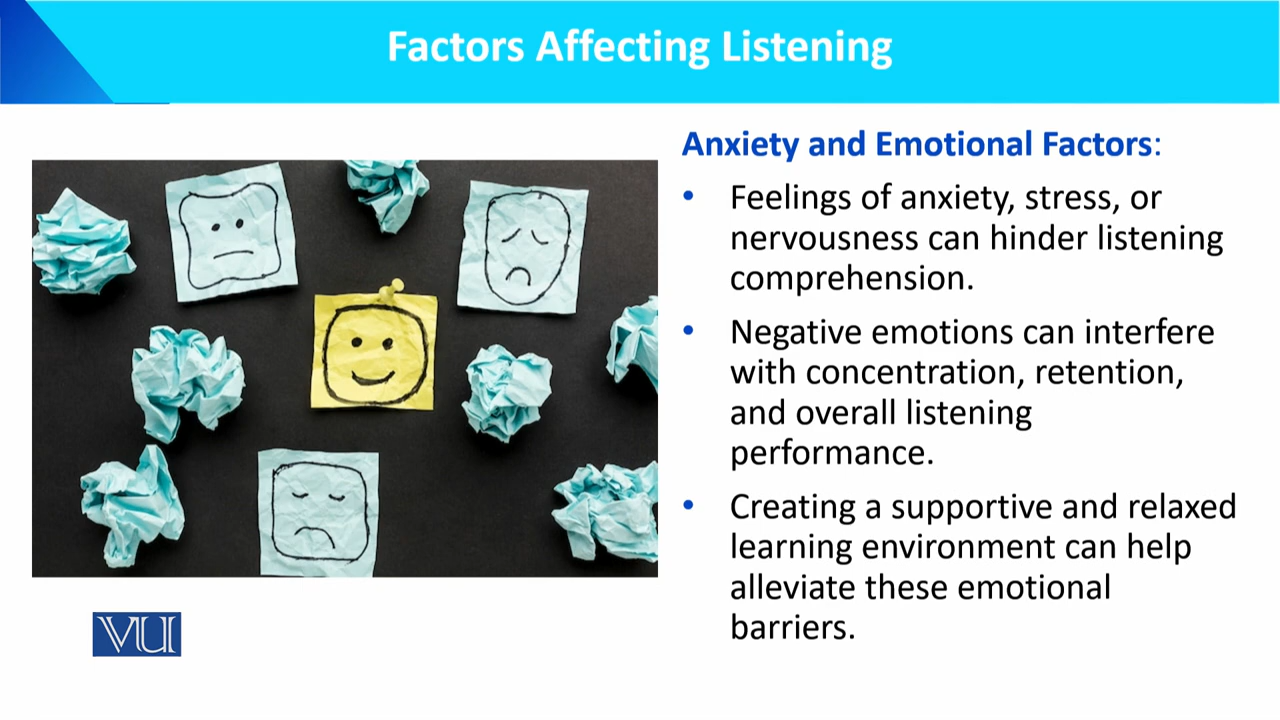 Factors Affecting Listening
Anxiety and Emotional Factors:
• Feelings of anxiety, stress, or
nervousness can hinder listening
comprehension.
• Negative emotions can interfere
with concentration, retention,
and overall listening
performance.
• Creating a supportive and relaxed
learning environment can help
alleviate these emotional
barriers.
VU